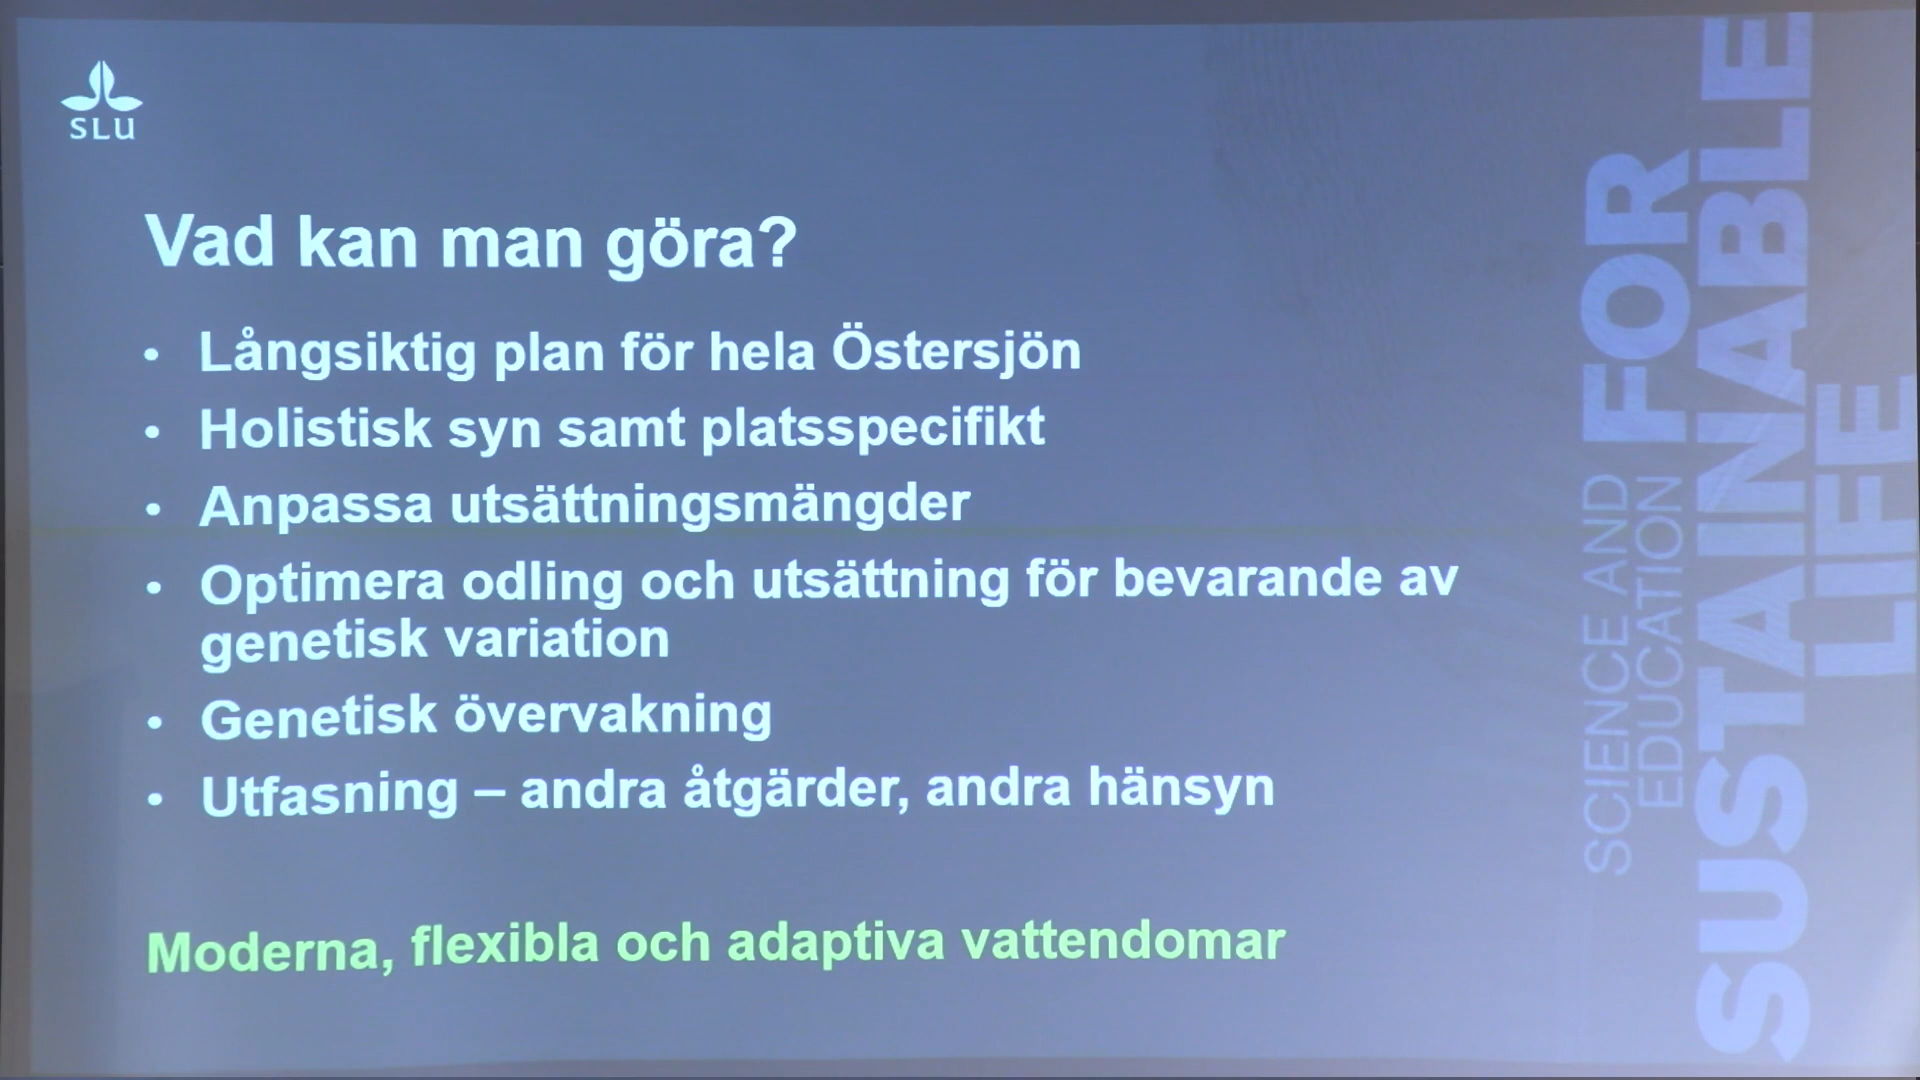 SLU
Vad kan man göra?
• Långsiktig plan för hela Östersjön
• Holistisk syn samt platsspecifikt
• Anpassa utsättningsmängder
• Optimera odling och utsättning för bevarande av
genetisk variation
• Genetisk övervakning
• Utfasning – andra åtgärder, andra hänsyn
Moderna, flexibla och adaptiva vattendomar
SCIENCE AND
EDUCATION FOR
SUSTAINABLE
LIFE